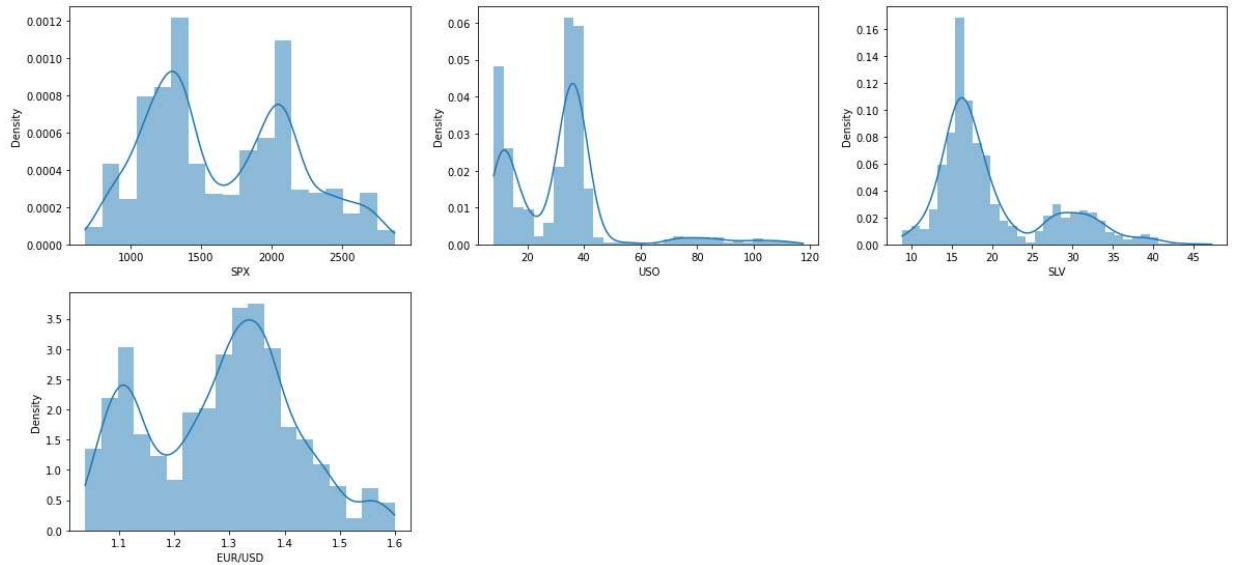 0.0012
0.0010
0.0008
0.0006
0.0004
0.0002
0.0000
Density
1000 1500 2000 2500
SPX
0.06
0.05
0.04
0.03
0.02
0.01
0.00
Density
20 40 60 80 100 120
USO
0.16
0.14
0.12
0.10
0.08
0.06
0.04
0.02
0.00
Density
10 15 20 25 30 35 40 45
SLV
3.5
3.0
2.5
2.0
1.5
1.0
0.5
0.0
Density
1.1 1.2 1.3 1.4 1.5 1.6
EUR/USD